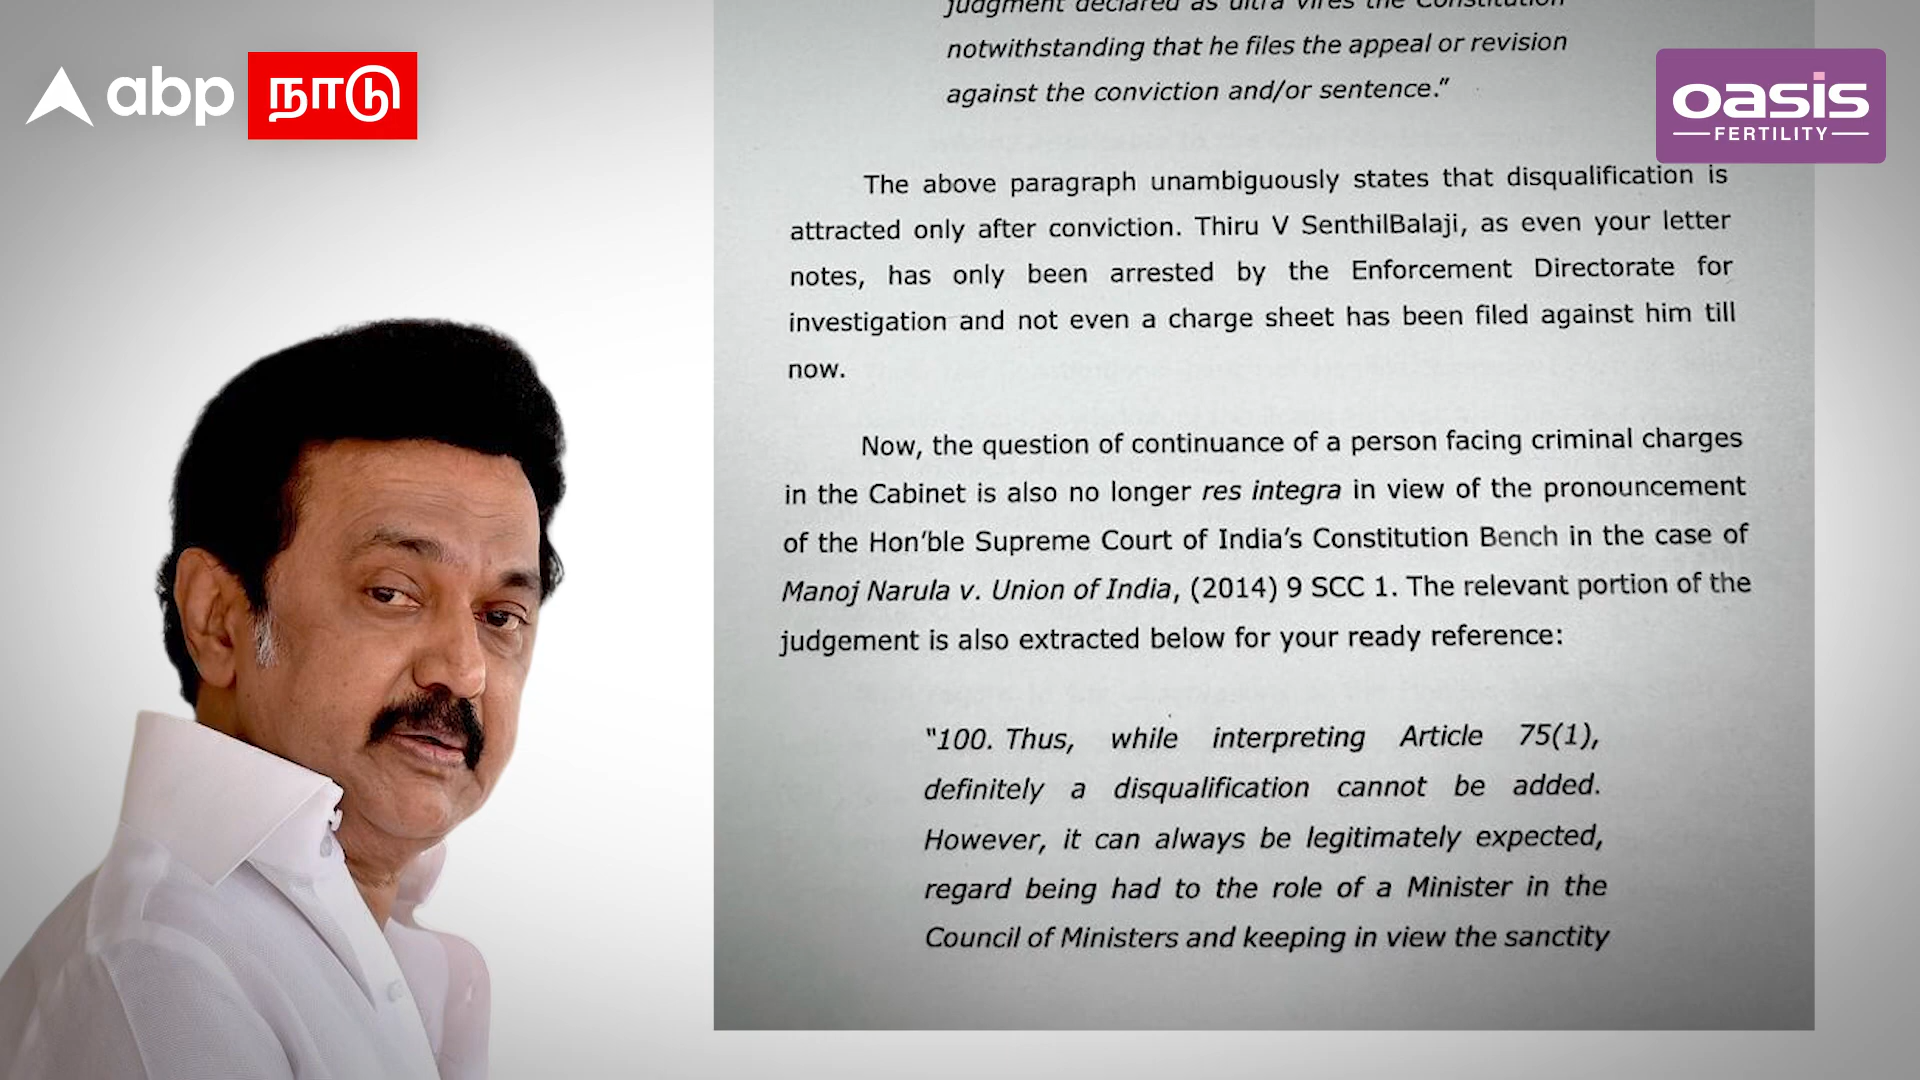 abp நாடு
oasis
FERTILITY
judgment declared as ultra vires the Constitution
notwithstanding that he files the appeal or revision
against the conviction and/or sentence.”
The above paragraph unambiguously states that disqualification is
attracted only after conviction. Thiru V SenthilBalaji, as even your letter
notes, has only been arrested by the Enforcement Directorate for
investigation and not even a charge sheet has been filed against him till
now.
Now, the question of continuance of a person facing criminal charges
in the Cabinet is also no longer res integra in view of the pronouncement
of the Hon’ble Supreme Court of India’s Constitution Bench in the case of
Manoj Narula v. Union of India, (2014) 9 SCC 1. The relevant portion of the
judgement is also extracted below for your ready reference:
“100. Thus, while interpreting Article 75(1),
definitely a disqualification cannot be added.
However, it can always be legitimately expected,
regard being had to the role of a Minister in the
Council of Ministers and keeping in view the sanctity